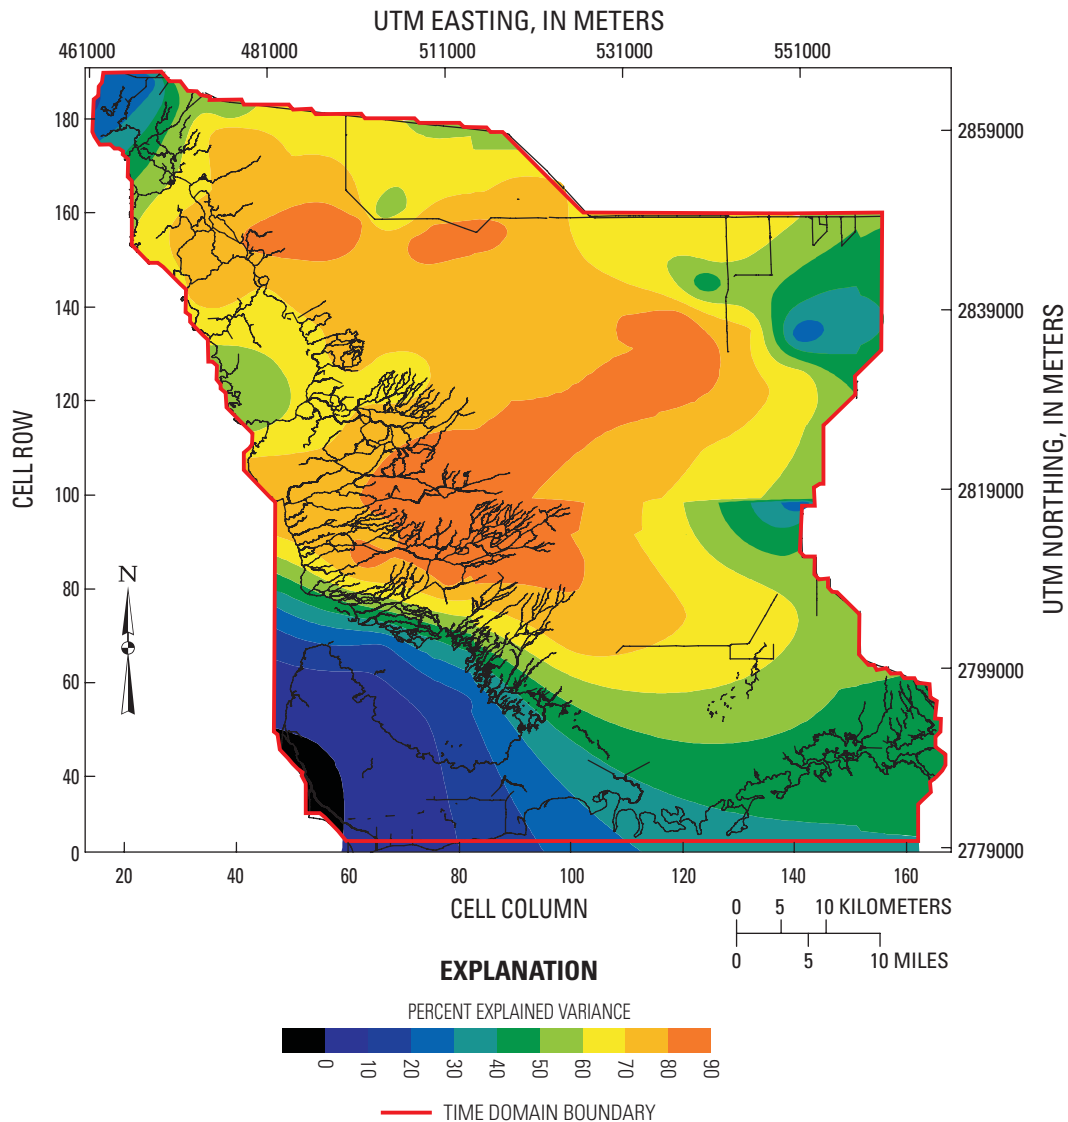 UTM EASTING, IN METERS
461000 481000 511000 531000 551000
180
160
140
120
100
80
60
40
0
CELL ROW
2859000
2839000
2819000
2799000
2779000
UTM NORTHING, IN METERS
N
20 40 60 80 100 120 140 160
CELL COLUMN
0 5 10 KILOMETERS
0 5 10 MILES
EXPLANATION
PERCENT EXPLAINED VARIANCE
0 10 20 30 40 50 60 70 80 90
TIME DOMAIN BOUNDARY